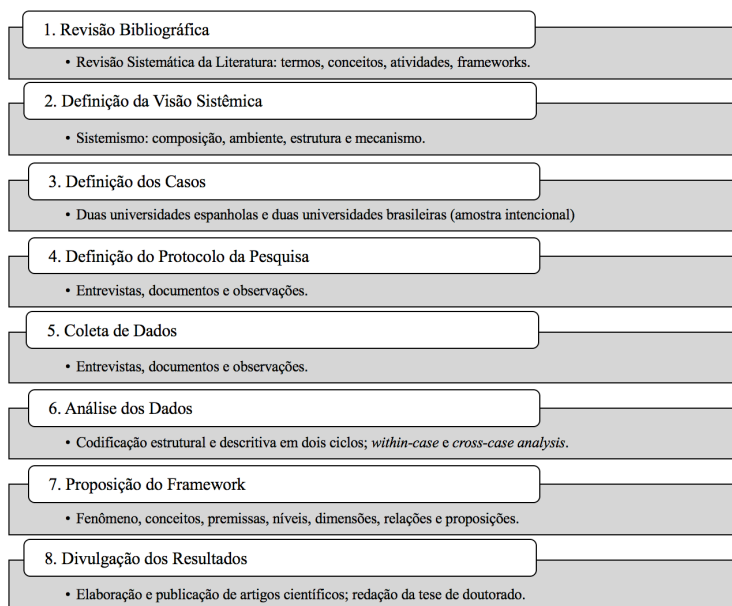 1. Revisão Bibliográfica
• Revisão Sistemática da Literatura: termos, conceitos, atividades, frameworks.
2. Definição da Visão Sistêmica
• Sistemismo: composição, ambiente, estrutura e mecanismo.
3. Definição dos Casos
• Duas universidades espanholas e duas universidades brasileiras (amostra intencional)
4. Definição do Protocolo da Pesquisa
• Entrevistas, documentos e observações.
5. Coleta de Dados
• Entrevistas, documentos e observações.
6. Análise dos Dados
• Codificação estrutural e descritiva em dois ciclos; within-case e cross-case analysis.
7. Proposição do Framework
• Fenômeno, conceitos, premissas, níveis, dimensões, relações e proposições.
8. Divulgação dos Resultados
• Elaboração e publicação de artigos científicos; redação da tese de doutorado.